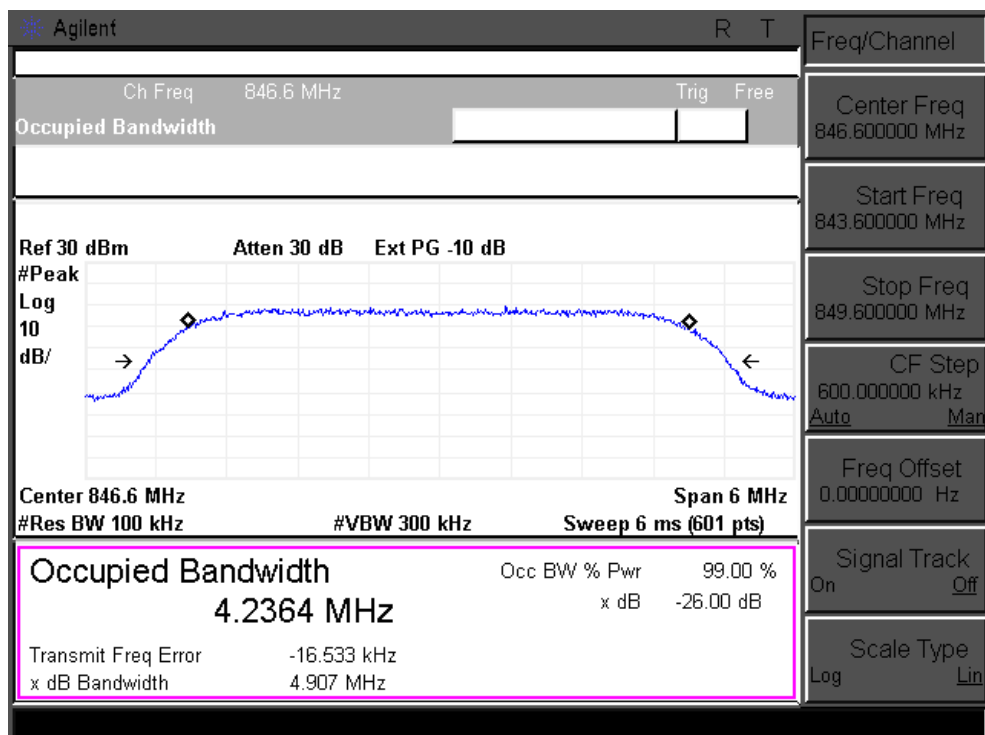 Agilent R T
Ch Freq 846.6 MHz Trig Free
Occupied Bandwidth
Ref 30 dBm Atten 30 dB Ext PG -10 dB
#Peak
Log
10
dB/
Center 846.6 MHz Span 6 MHz
#Res BW 100 kHz #VBW 300 kHz Sweep 6 ms (601 pts)
Occupied Bandwidth
4.2364 MHz
Occ BW % Pwr 99.00 %
x dB -26.00 dB
Transmit Freq Error -16.533 kHz
x dB Bandwidth 4.907 MHz
Freq/Channel
Center Freq
846.600000 MHz
Start Freq
843.600000 MHz
Stop Freq
849.600000 MHz
CF Step
600.000000 kHz
Auto Man
Freq Offset
0.00000000 Hz
Signal Track
On Off
Scale Type
Log Lin